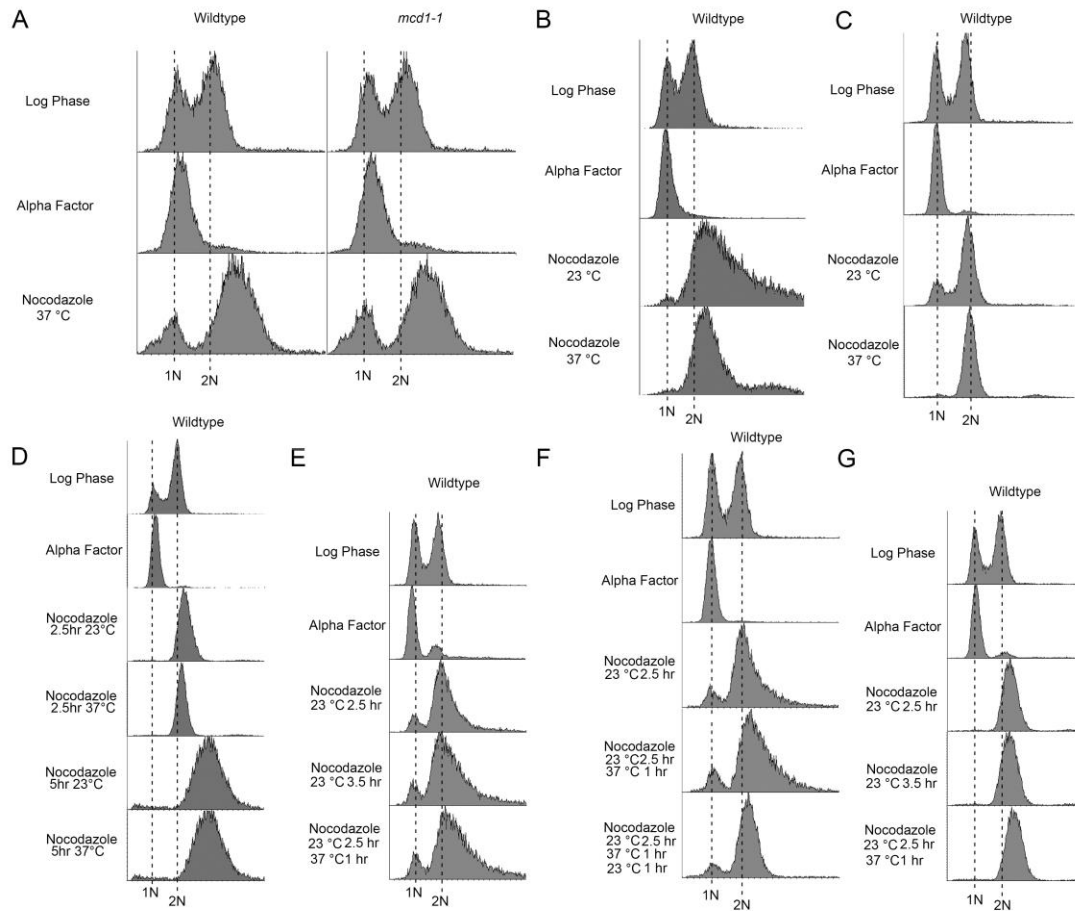 A
Wildtype
mcd1-1
Log Phase
Alpha Factor
Nocodazole
37 °C
1N
2N
1N
2N
B
Wildtype
Log Phase
Alpha Factor
Nocodazole
23 °C
Nocodazole
37 °C
1N
2N
C
Wildtype
Log Phase
Alpha Factor
Nocodazole
23 °C
Nocodazole
37 °C
1N
2N
D
Wildtype
Log Phase
Alpha Factor
Nocodazole
2.5hr 23°C
Nocodazole
2.5hr 37°C
Nocodazole
5hr 23°C
Nocodazole
5hr 37°C
1N
2N
E
Wildtype
Log Phase
Alpha Factor
Nocodazole
23 °C 2.5 hr
Nocodazole
23 °C 3.5 hr
Nocodazole
23 °C 2.5 hr
37 °C 1 hr
1N
2N
F
Wildtype
Log Phase
Alpha Factor
Nocodazole
23 °C 2.5 hr
Nocodazole
23 °C 2.5 hr
37 °C 1 hr
Nocodazole
23 °C 2.5 hr
37 °C 1 hr
23 °C 1 hr
1N
2N
G
Wildtype
Log Phase
Alpha Factor
Nocodazole
23 °C 2.5 hr
Nocodazole
23 °C 3.5 hr
Nocodazole
23 °C 2.5 hr
37 °C 1 hr
1N
2N